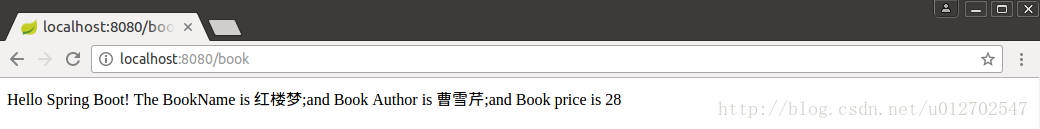 localhost:8080/boo
localhost:8080/book
Hello Spring Boot! The BookName is 红楼梦;and Book Author is 曹雪芹;and Book price is 28
http://blog.csdn.net/u012702547